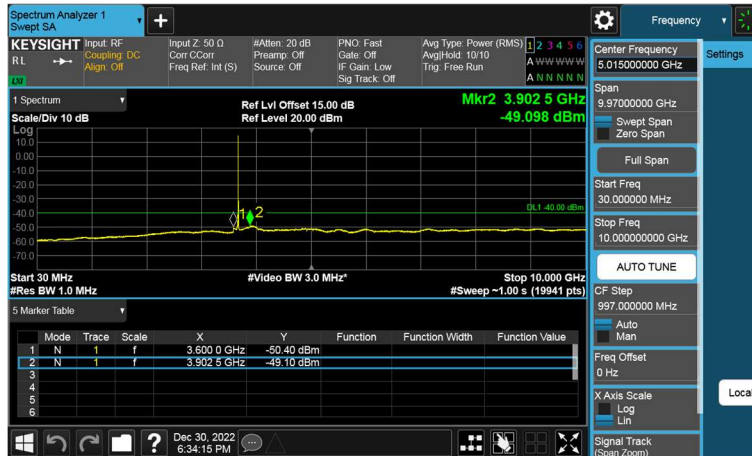 Spectrum Analyzer 1
Swept SA
+
Frequency
KEYSIGHT
RL
LXI
Input: RF
Coupling: DC
Align: Off
Input Z: 50 Ω
Corr CCorr
Freq Ref: Int (S)
#Atten: 20 dB
Preamp: Off
Source: Off
PNO: Fast
Gate: Off
IF Gain: Low
Sig Track: Off
Avg Type: Power (RMS)
Avg|Hold: 10/10
Trig: Free Run
1 2 3 4 5 6
A W W W W W
A N N N N N
1 Spectrum
Scale/Div 10 dB
Ref Lvl Offset 15.00 dB
Ref Level 20.00 dBm
Mkr2 3.902 5 GHz
-49.098 dBm
Log
10.0
0.00
-10.0
-20.0
-30.0
-40.0
-50.0
-60.0
-70.0
1
2
DL1 -40.00 dBm
Start 30 MHz
#Video BW 3.0 MHz*
Stop 10.000 GHz
#Res BW 1.0 MHz
#Sweep ~1.00 s (19941 pts)
5 Marker Table
Mode Trace Scale X Y Function Function Width Function Value
1 N 1 f 3.600 0 GHz -50.40 dBm
2 N 1 f 3.902 5 GHz -49.10 dBm
3
4
5
6
Center Frequency
5.015000000 GHz
Settings
Span
9.97000000 GHz
Swept Span
Zero Span
Full Span
Start Freq
30.000000 MHz
Stop Freq
10.000000000 GHz
AUTO TUNE
CF Step
997.000000 MHz
Auto
Man
Freq Offset
0 Hz
X Axis Scale
Log
Lin
Local
Signal Track
(Span Zoom)
?
Dec 30, 2022
6:34:15 PM